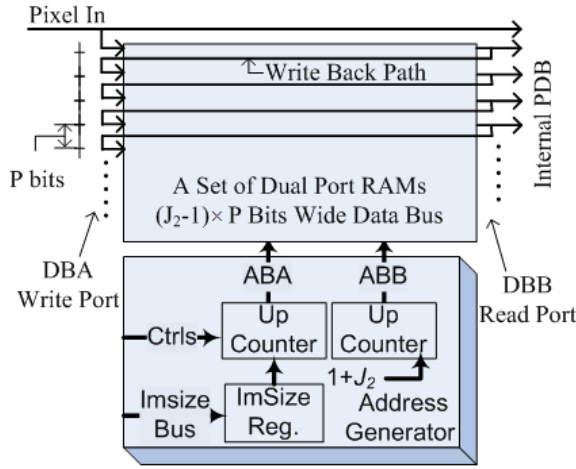 Pixel In
Write Back Path
Internal PDB
P bits
A Set of Dual Port RAMs
(J₂-1)× P Bits Wide Data Bus
DBA
Write Port
DBB
Read Port
ABA
ABB
Ctrls
Up
Counter
Up
Counter
1+J₂
Imsize
Bus
ImSize
Reg.
Address
Generator